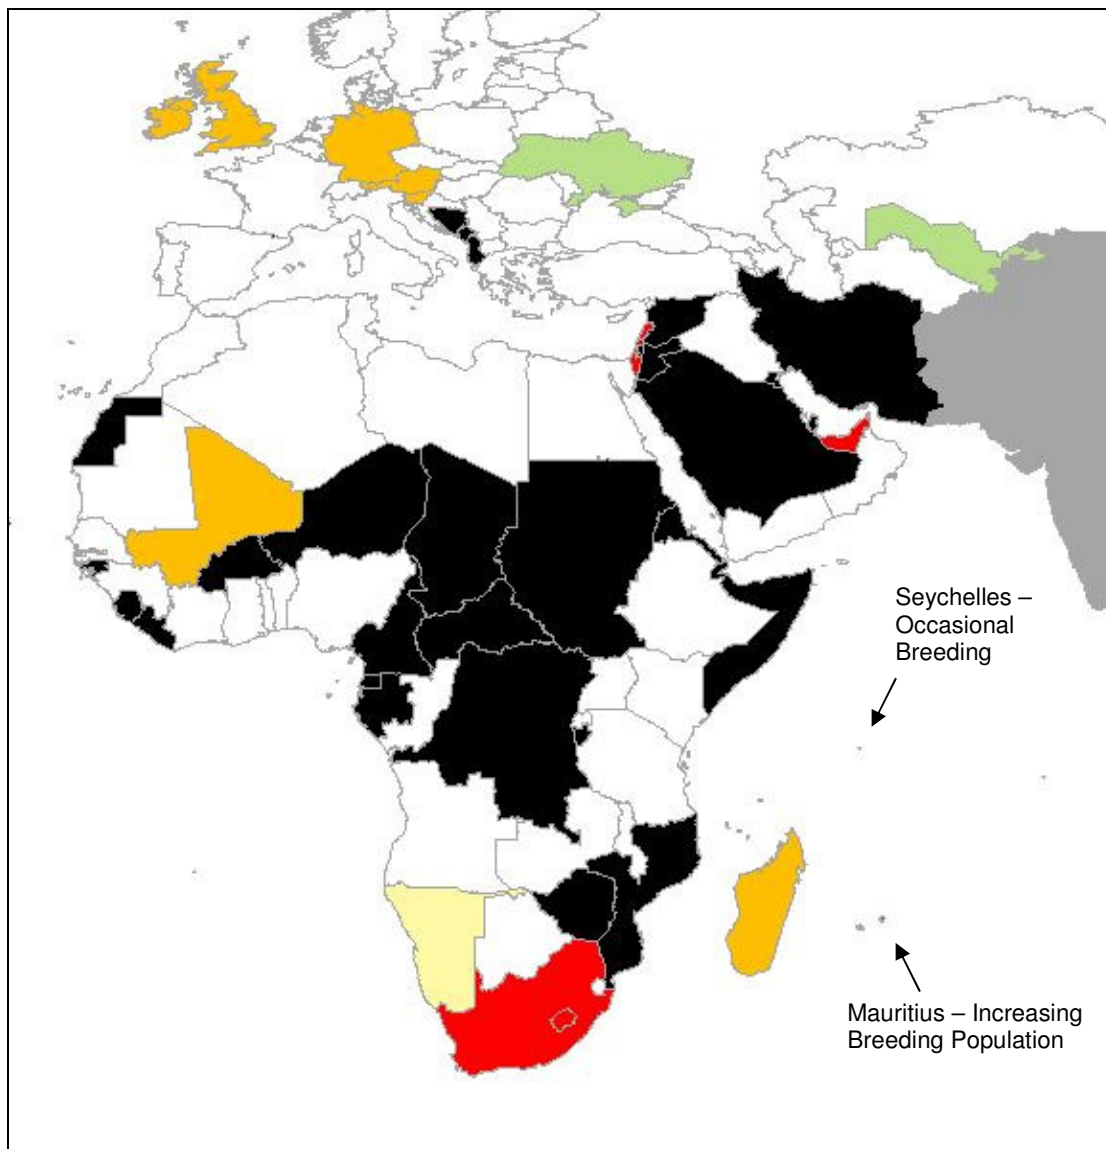 Seychelles –
Occasional
Breeding
Mauritius – Increasing
Breeding Population